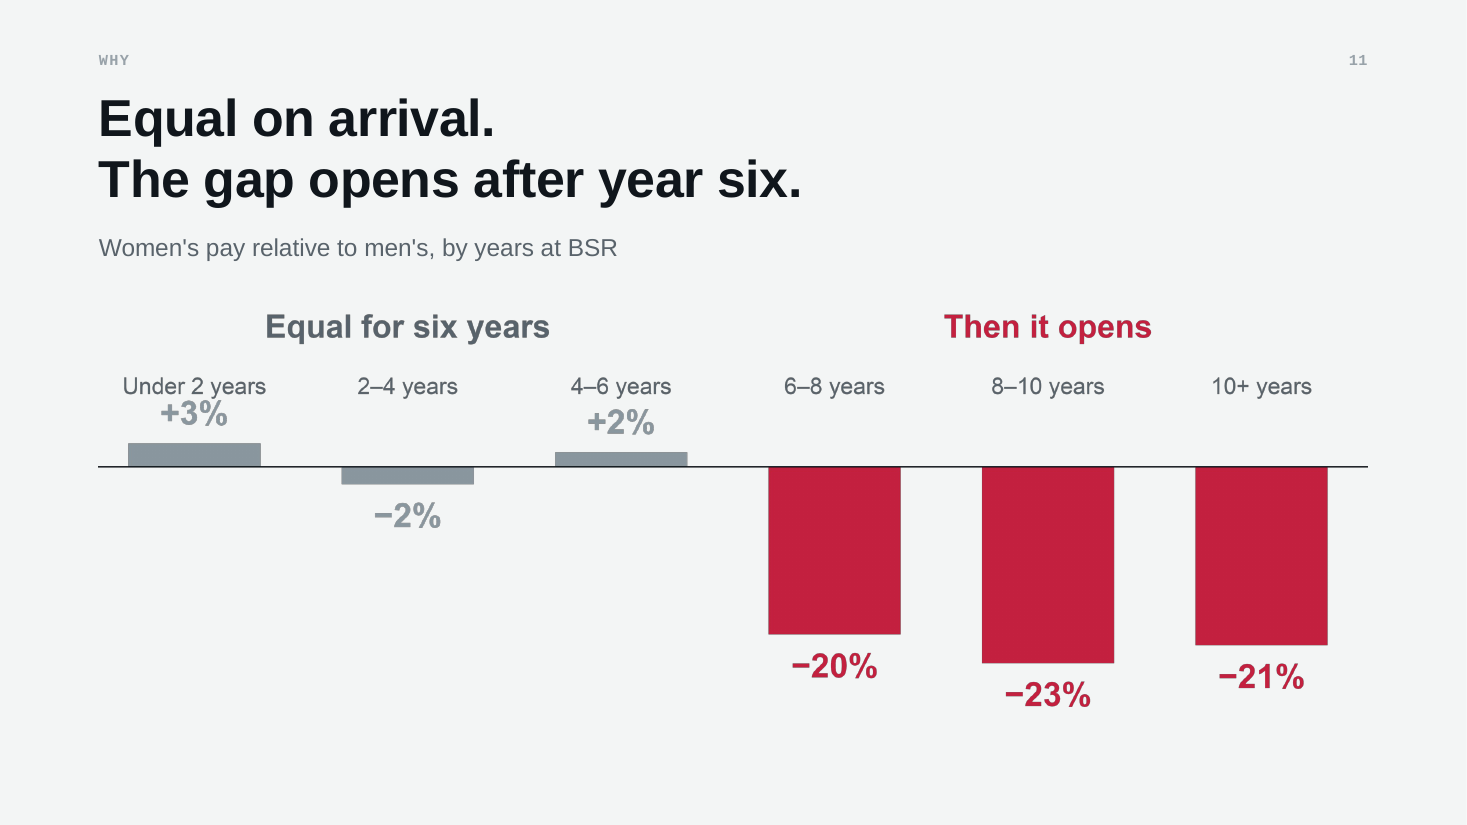 WHY
11
Equal on arrival.
The gap opens after year six.
Women's pay relative to men's, by years at BSR
Equal for six years
Then it opens
Under 2 years
2–4 years
4–6 years
6–8 years
8–10 years
10+ years
+3%
−2%
+2%
−20%
−23%
−21%